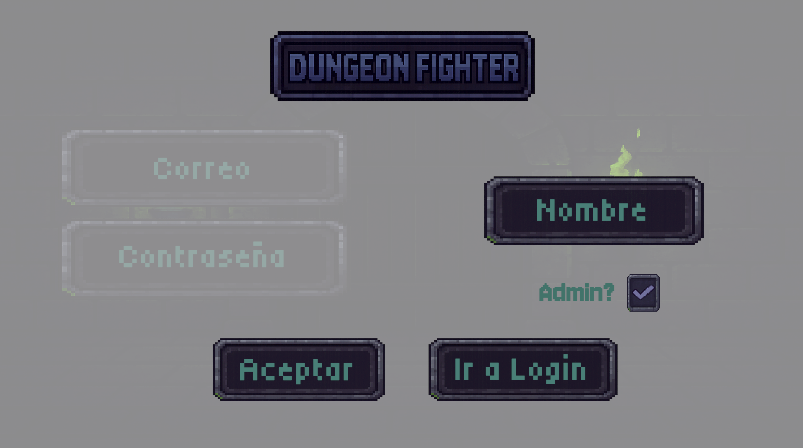 DUNGEON FIGHTER
Correo
Contraseña
Nombre
Admin?
Aceptar
Ir a Login